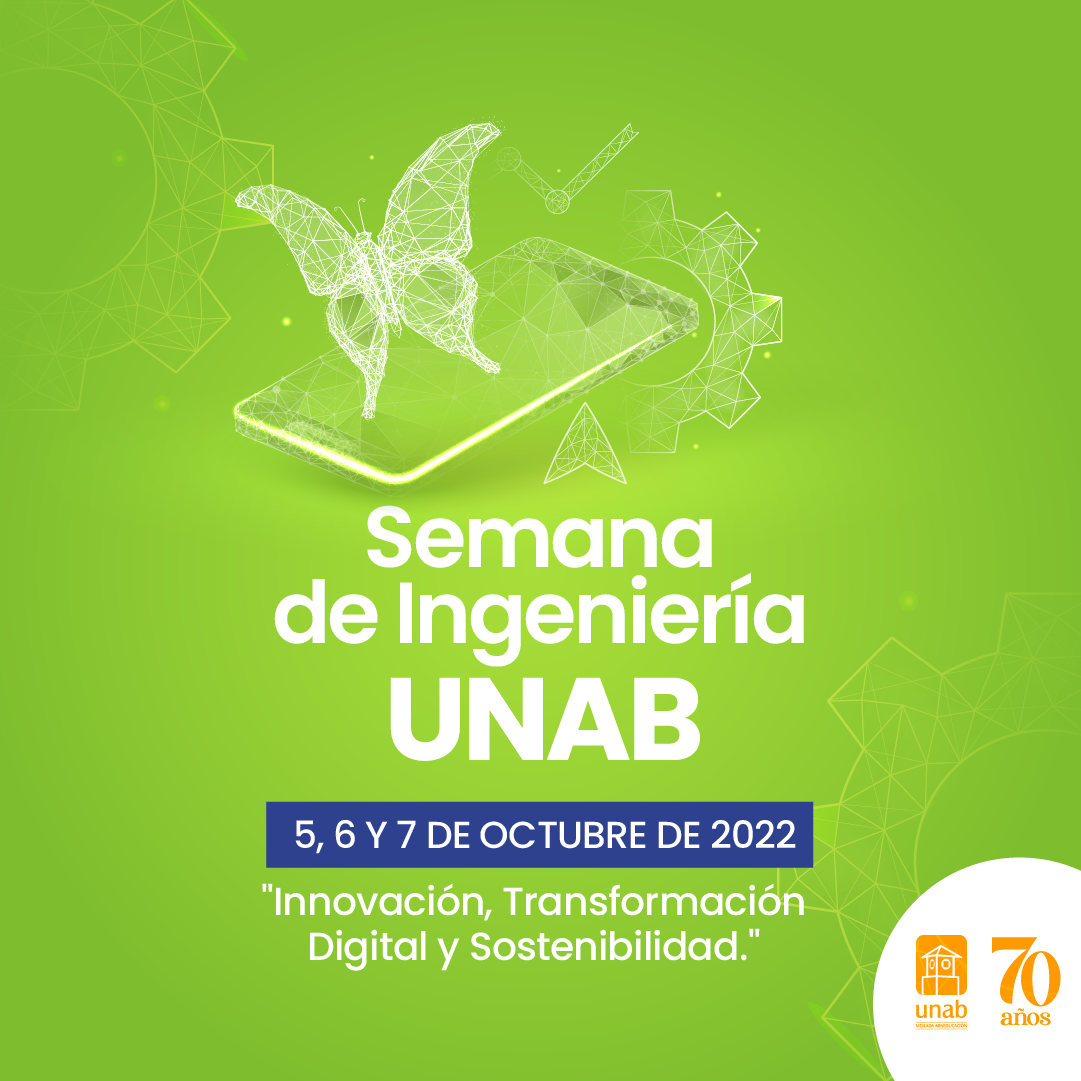 Semana
de Ingeniería
UNAB
5, 6 Y 7 DE OCTUBRE DE 2022
"Innovación, Transformación
Digital y Sostenibilidad."
unab
70
años